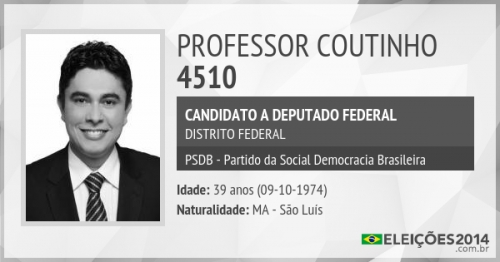 PROFESSOR COUTINHO
4510
CANDIDATO A DEPUTADO FEDERAL
DISTRITO FEDERAL
PSDB - Partido da Social Democracia Brasileira
Idade: 39 anos (09-10-1974)
Naturalidade: MA - São Luís
ELEIÇÕES2014
.com.br